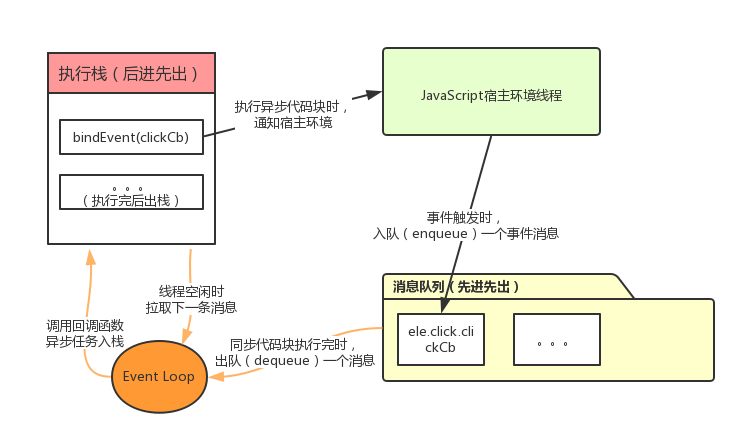 执行栈（后进先出）
bindEvent(clickCb)
。。。
（执行完后出栈）
执行异步代码块时，
通知宿主环境
JavaScript宿主环境线程
事件触发时，
入队（enqueue）一个事件消息
消息队列（先进先出）
ele.click.cli
ckCb
。。。
线程空闲时
拉取下一条消息
调用回调函数
异步任务入栈
同步代码块执行完时，
出队（dequeue）一个消息
Event Loop